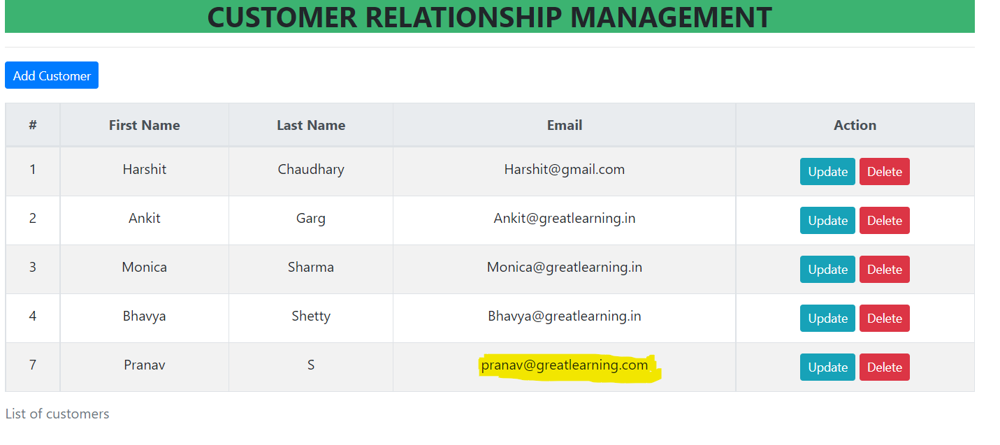 CUSTOMER RELATIONSHIP MANAGEMENT
Add Customer
# First Name Last Name Email Action
1 Harshit Chaudhary Harshit@gmail.com Update Delete
2 Ankit Garg Ankit@greatlearning.in Update Delete
3 Monica Sharma Monica@greatlearning.in Update Delete
4 Bhavya Shetty Bhavya@greatlearning.in Update Delete
7 Pranav S pranav@greatlearning.com Update Delete
List of customers